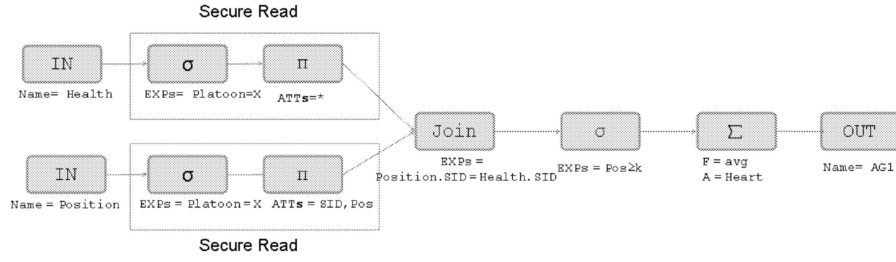 Secure Read
IN
σ
π
Name= Health
EXPs= Platoon=X
ATTs=*
Join
σ
Σ
OUT
EXPs =
Position.SID=Health.SID
EXPs = Pos≥k
F = avg
A = Heart
Name= AG1
IN
σ
π
Name = Position
EXPs = Platoon=X
ATTs = SID,Pos
Secure Read